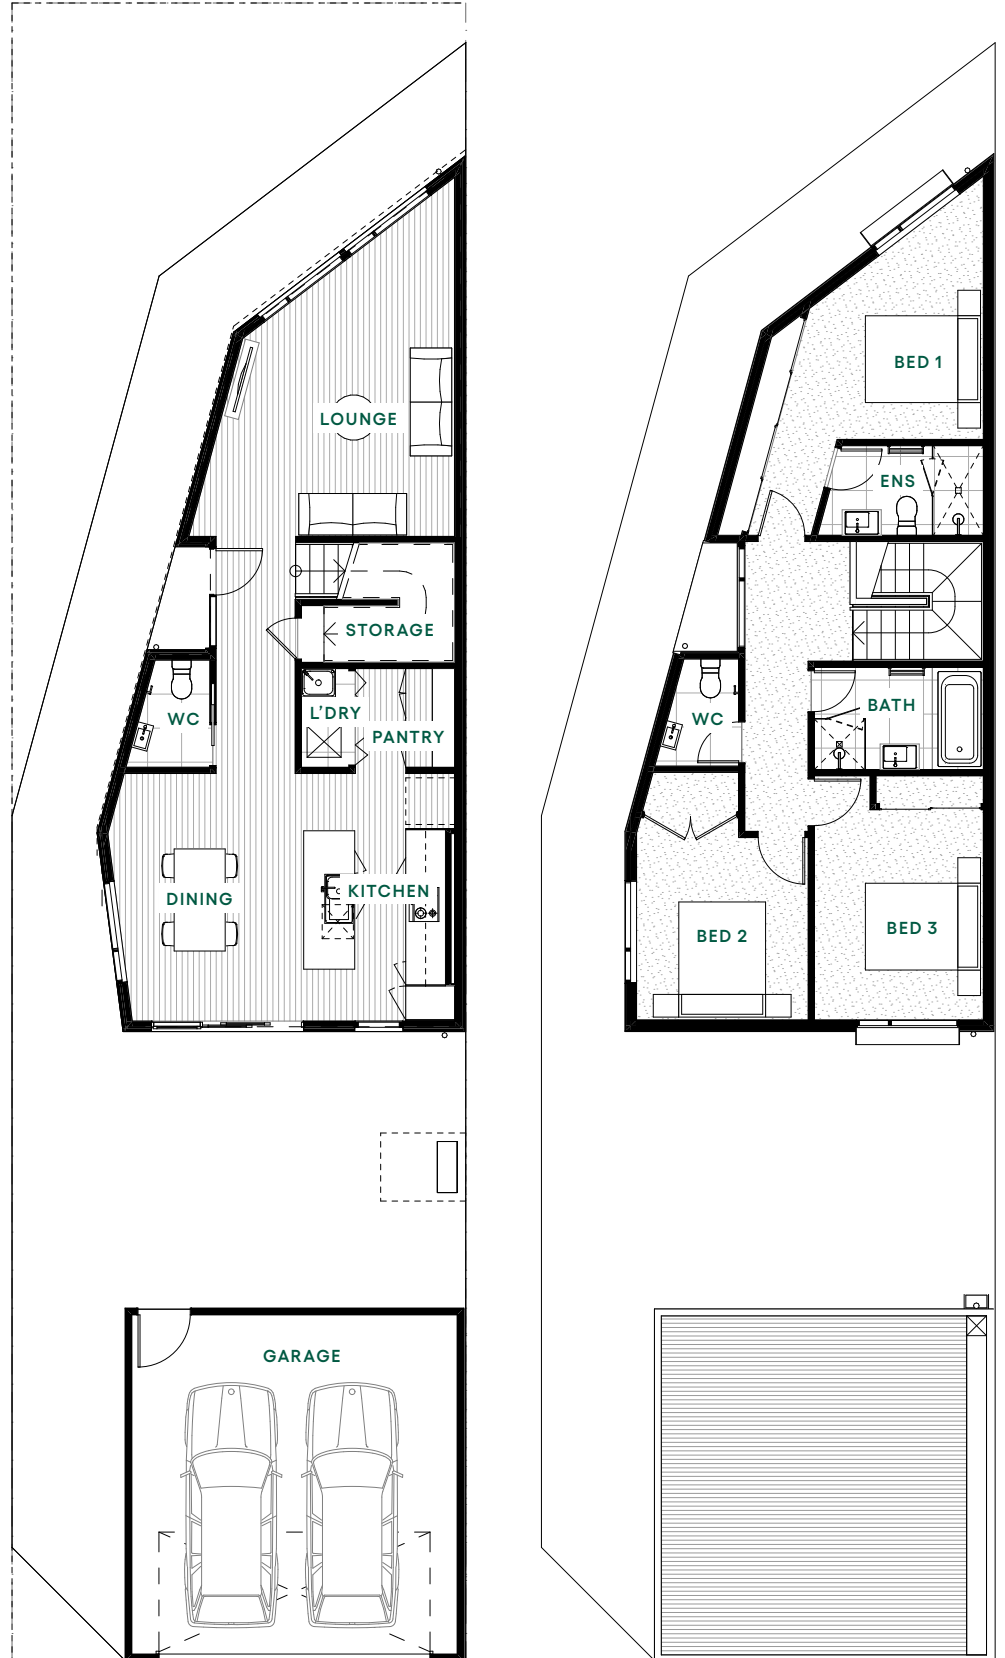 LOUNGE
STORAGE
WC
L'DRY
PANTRY
DINING
KITCHEN
GARAGE
BED 1
ENS
BATH
WC
BED 2
BED 3